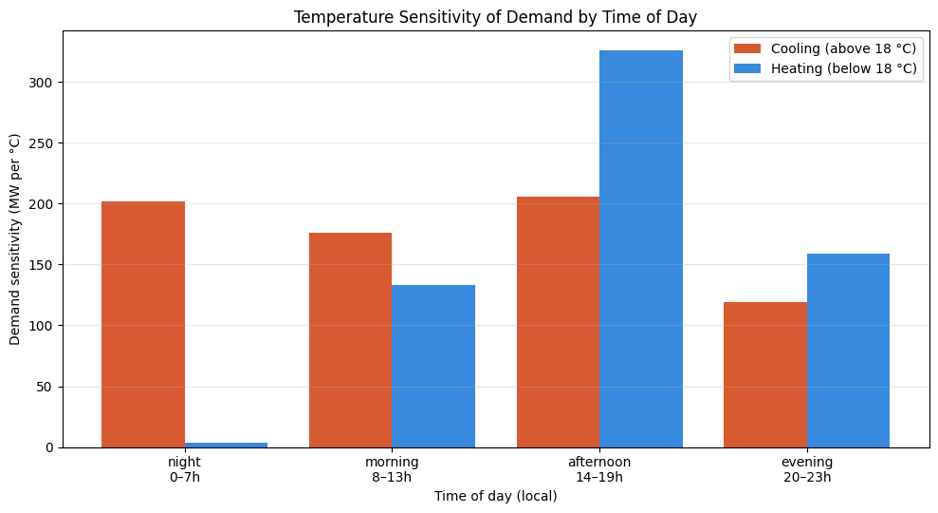 Temperature Sensitivity of Demand by Time of Day
Cooling (above 18 °C)
Heating (below 18 °C)
Demand sensitivity (MW per °C)
300
250
200
150
100
50
0
night
0–7h
morning
8–13h
afternoon
14–19h
evening
20–23h
Time of day (local)